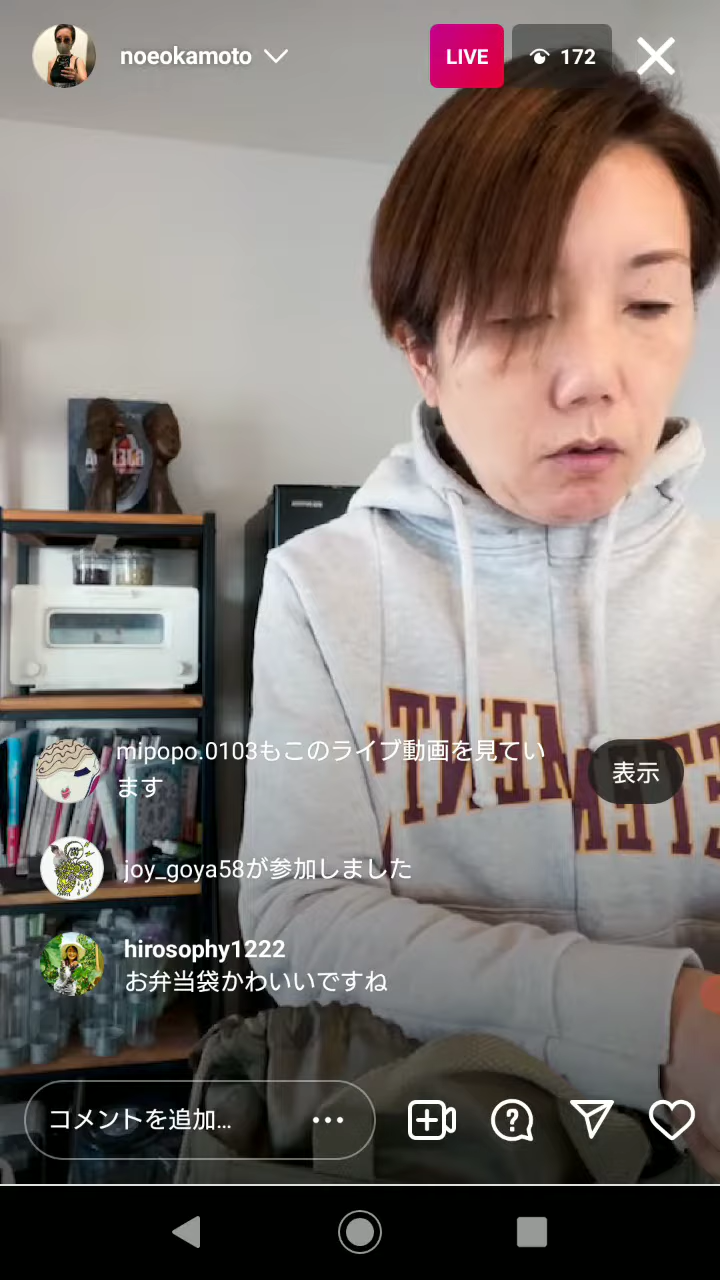 noeokamoto
LIVE
172
mipopo.0103もこのライブ動画を見てい
ます
表示
joy_goya58が参加しました
hirosophy1222
お弁当袋かわいいですね
コメントを追加...